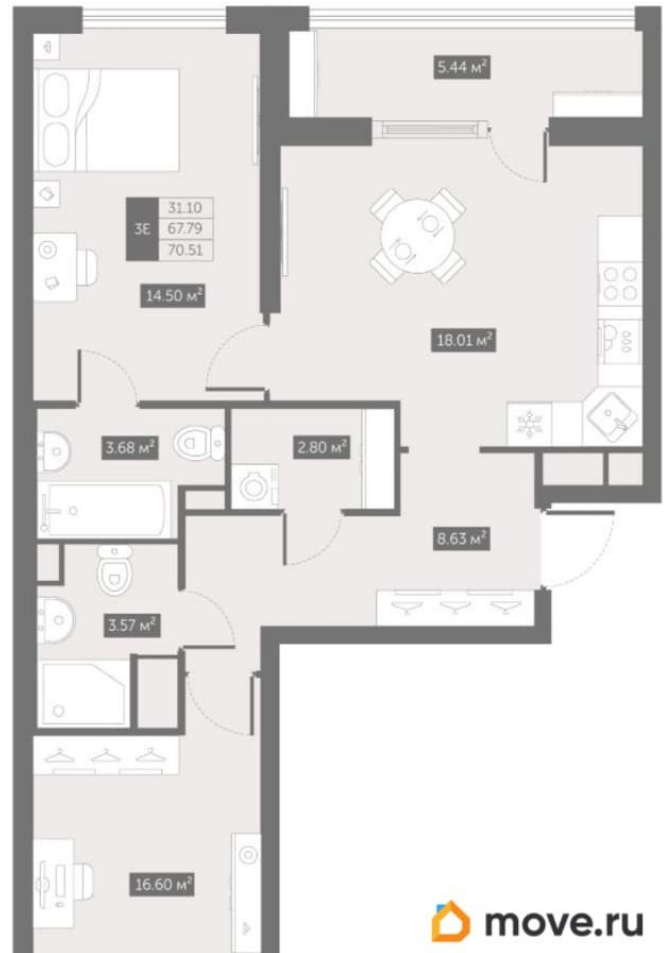 5.44 м²
3Е
31.10
67.79
70.51
14.50 м²
18.01 м²
3.68 м²
2.80 м²
8.63 м²
3.57 м²
16.60 м²
move.ru